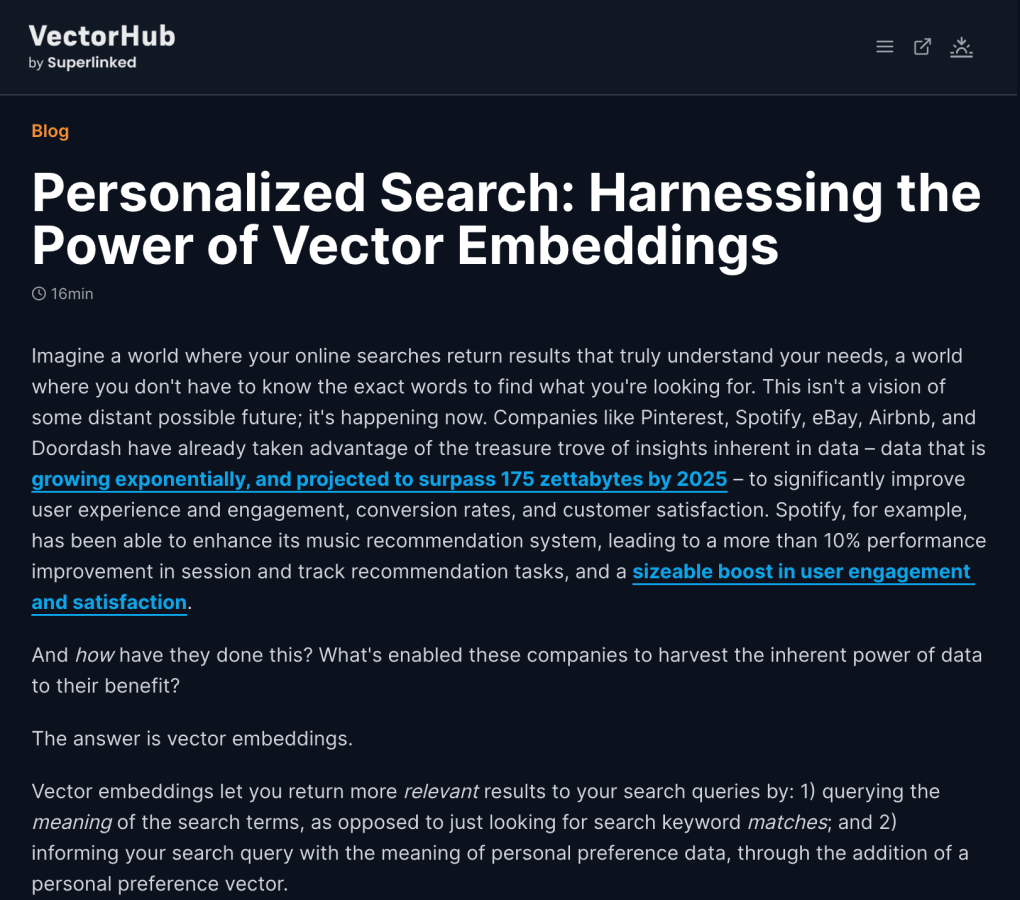 VectorHub
by Superlinked
Blog
Personalized Search: Harnessing the
Power of Vector Embeddings
16min
Imagine a world where your online searches return results that truly understand your needs, a world
where you don't have to know the exact words to find what you're looking for. This isn't a vision of
some distant possible future; it's happening now. Companies like Pinterest, Spotify, eBay, Airbnb, and
Doordash have already taken advantage of the treasure trove of insights inherent in data – data that is
growing exponentially, and projected to surpass 175 zettabytes by 2025 – to significantly improve
user experience and engagement, conversion rates, and customer satisfaction. Spotify, for example,
has been able to enhance its music recommendation system, leading to a more than 10% performance
improvement in session and track recommendation tasks, and a sizeable boost in user engagement
and satisfaction.
And how have they done this? What's enabled these companies to harvest the inherent power of data
to their benefit?
The answer is vector embeddings.
Vector embeddings let you return more relevant results to your search queries by: 1) querying the
meaning of the search terms, as opposed to just looking for search keyword matches; and 2)
informing your search query with the meaning of personal preference data, through the addition of a
personal preference vector.